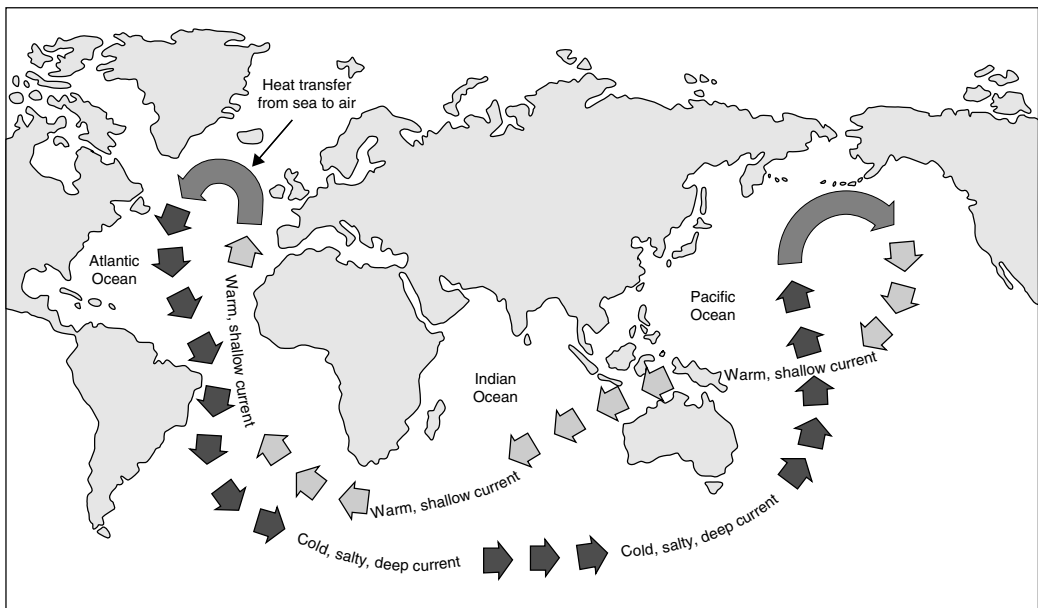 Heat transfer
from sea to air
Atlantic
Ocean
Warm, shallow current
Pacific
Ocean
Warm, shallow current
Indian
Ocean
Warm, shallow current
Cold, salty, deep current
Cold, salty, deep current